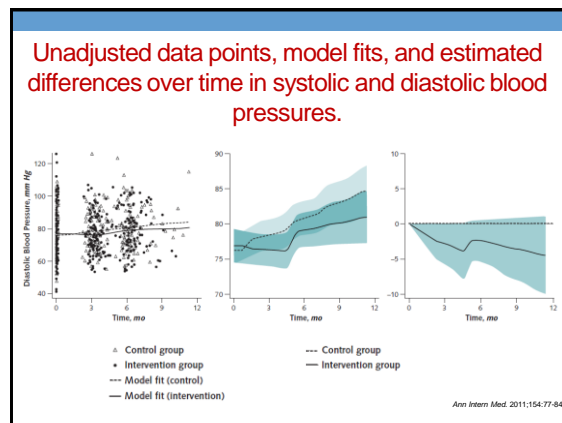 Unadjusted data points, model fits, and estimated
differences over time in systolic and diastolic blood
pressures.
Diastolic Blood Pressure, mm Hg
120
100
80
60
40
0 3 6 9 12
Time, mo
90
85
80
75
70
0 3 6 9 12
Time, mo
10
5
0
−5
−10
0 3 6 9 12
Time, mo
Control group
Intervention group
Model fit (control)
Model fit (intervention)
Control group
Intervention group
Ann Intern Med. 2011;154:77-84